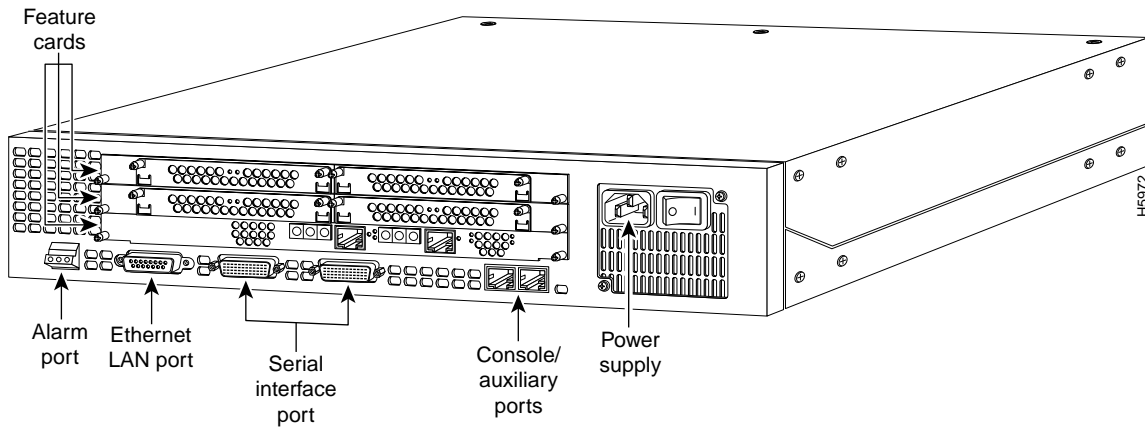 Feature
cards
H5972
Alarm
port
Ethernet
LAN port
Serial
interface
port
Console/
auxiliary
ports
Power
supply